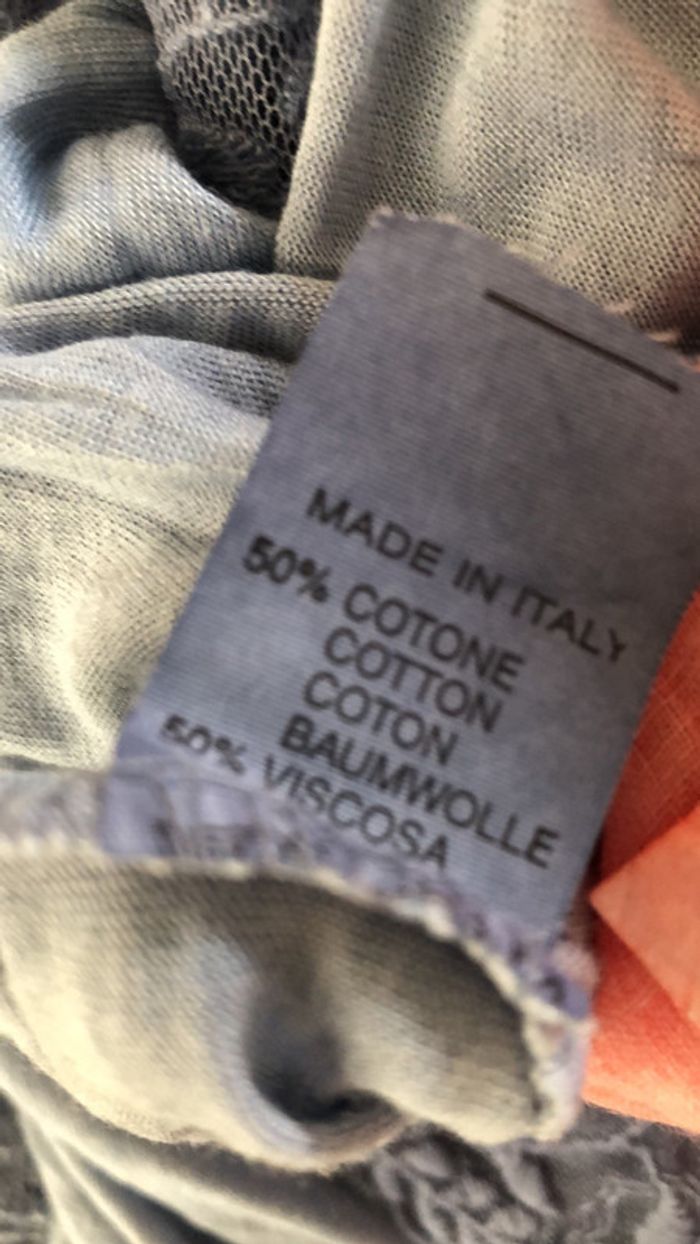 MADE IN ITALY
50% COTONE
COTTON
COTON
BAUMWOLLE
50% VISCOSA